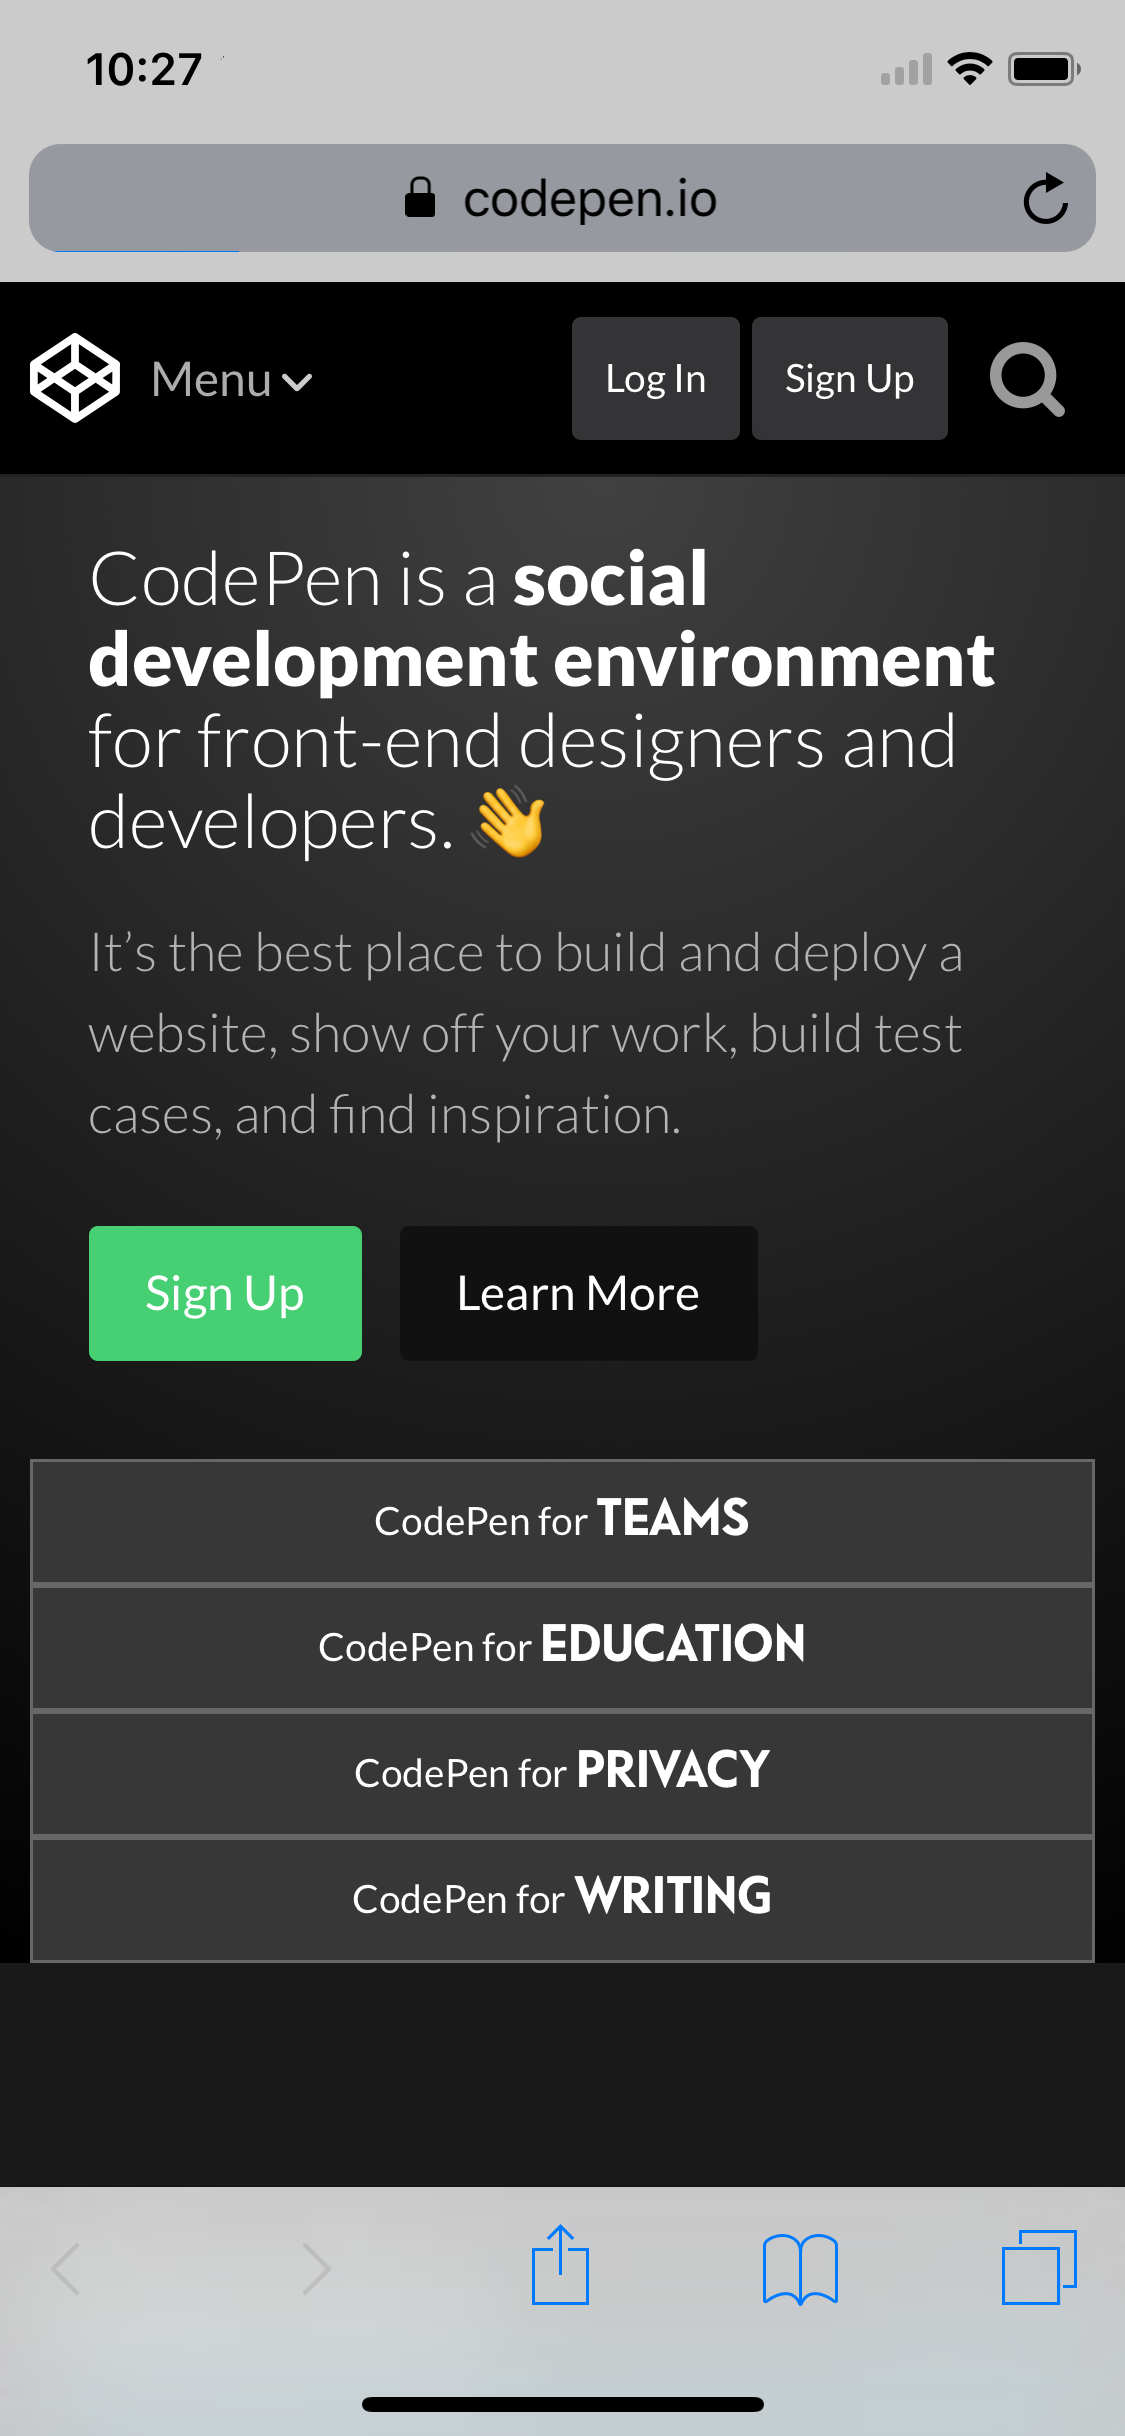 10:27
codepen.io
Menu
Log In
Sign Up
CodePen is a social
development environment
for front-end designers and
developers. 👋
It’s the best place to build and deploy a
website, show off your work, build test
cases, and find inspiration.
Sign Up
Learn More
CodePen for TEAMS
CodePen for EDUCATION
CodePen for PRIVACY
CodePen for WRITING